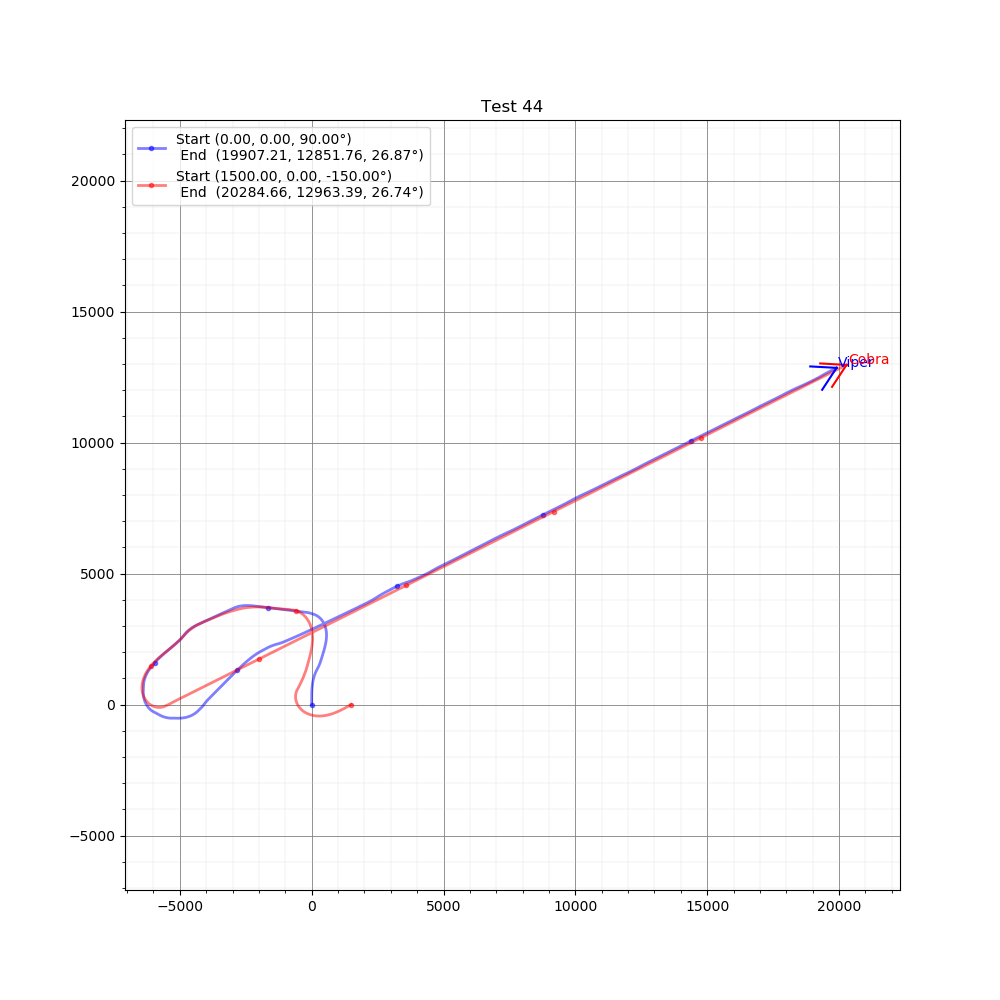 Test 44
Start (0.00, 0.00, 90.00°)
End  (19907.21, 12851.76, 26.87°)
Start (1500.00, 0.00, -150.00°)
End  (20284.66, 12963.39, 26.74°)
20000
15000
10000
5000
0
−5000
Viper
Cobra
−5000
0
5000
10000
15000
20000